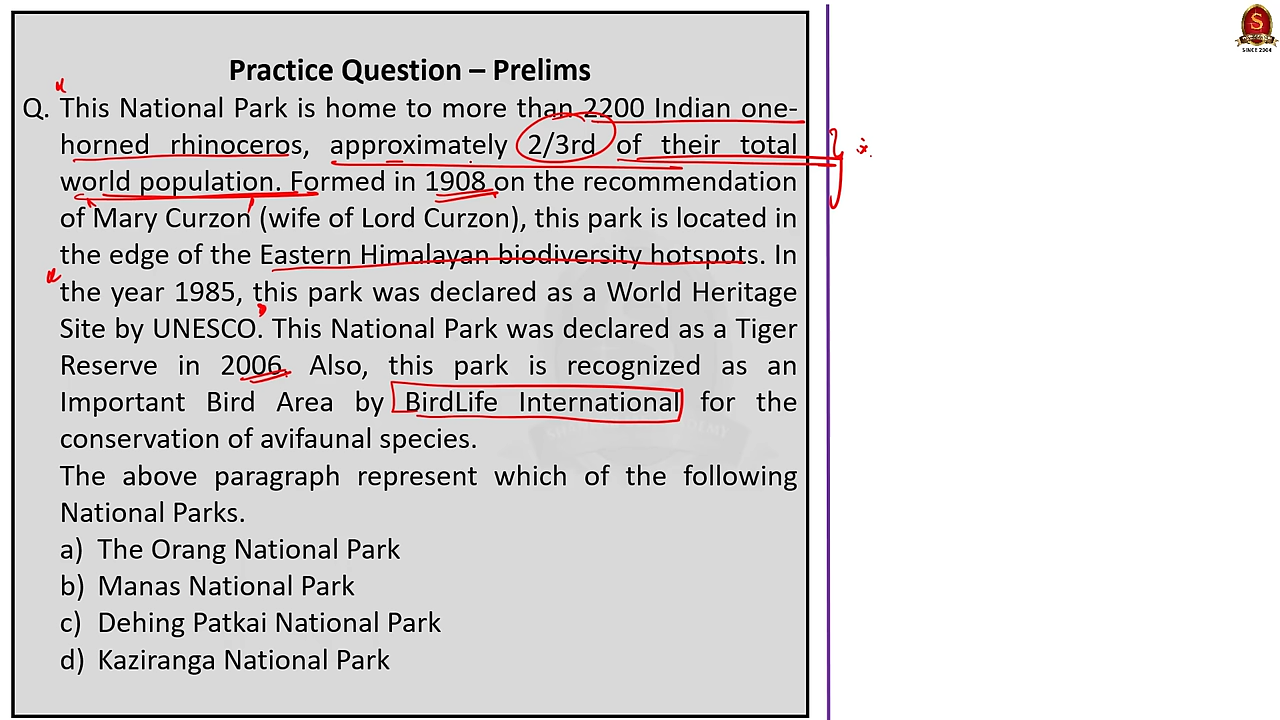 Practice Question – Prelims
Q. This National Park is home to more than 2200 Indian one-
horned rhinoceros, approximately 2/3rd of their total
world population. Formed in 1908 on the recommendation
of Mary Curzon (wife of Lord Curzon), this park is located in
the edge of the Eastern Himalayan biodiversity hotspots. In
the year 1985, this park was declared as a World Heritage
Site by UNESCO. This National Park was declared as a Tiger
Reserve in 2006. Also, this park is recognized as an
Important Bird Area by BirdLife International for the
conservation of avifaunal species.
The above paragraph represent which of the following
National Parks.
a) The Orang National Park
b) Manas National Park
c) Dehing Patkai National Park
d) Kaziranga National Park
S
SINCE 2004